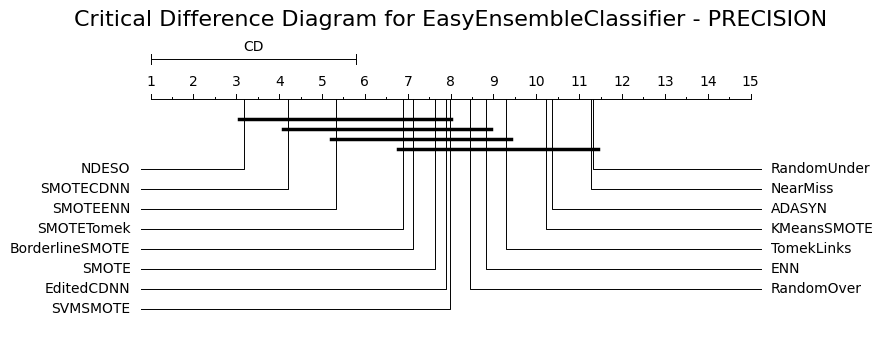 Critical Difference Diagram for EasyEnsembleClassifier - PRECISION
CD
1 2 3 4 5 6 7 8 9 10 11 12 13 14 15
NDESO RandomUnder
SMOTECDNN NearMiss
SMOTEENN ADASYN
SMOTETomek KMeansSMOTE
BorderlineSMOTE TomekLinks
SMOTE ENN
EditedCDNN RandomOver
SVMSMOTE